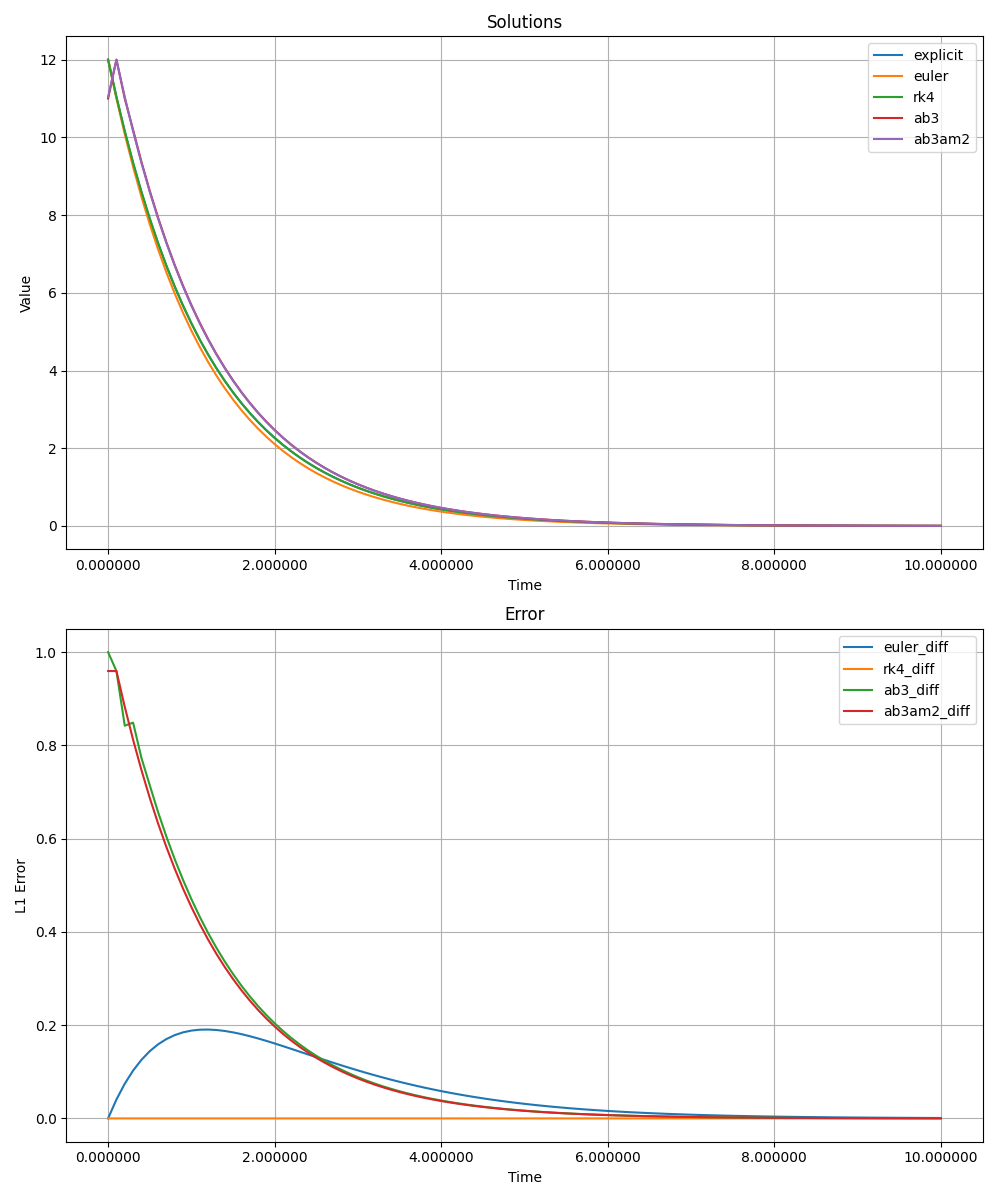 Solutions
explicit
euler
rk4
ab3
ab3am2
12
10
8
6
4
2
0
Value
0.000000 2.000000 4.000000 6.000000 8.000000 10.000000
Time
Error
euler_diff
rk4_diff
ab3_diff
ab3am2_diff
1.0
0.8
0.6
0.4
0.2
0.0
L1 Error
0.000000 2.000000 4.000000 6.000000 8.000000 10.000000
Time